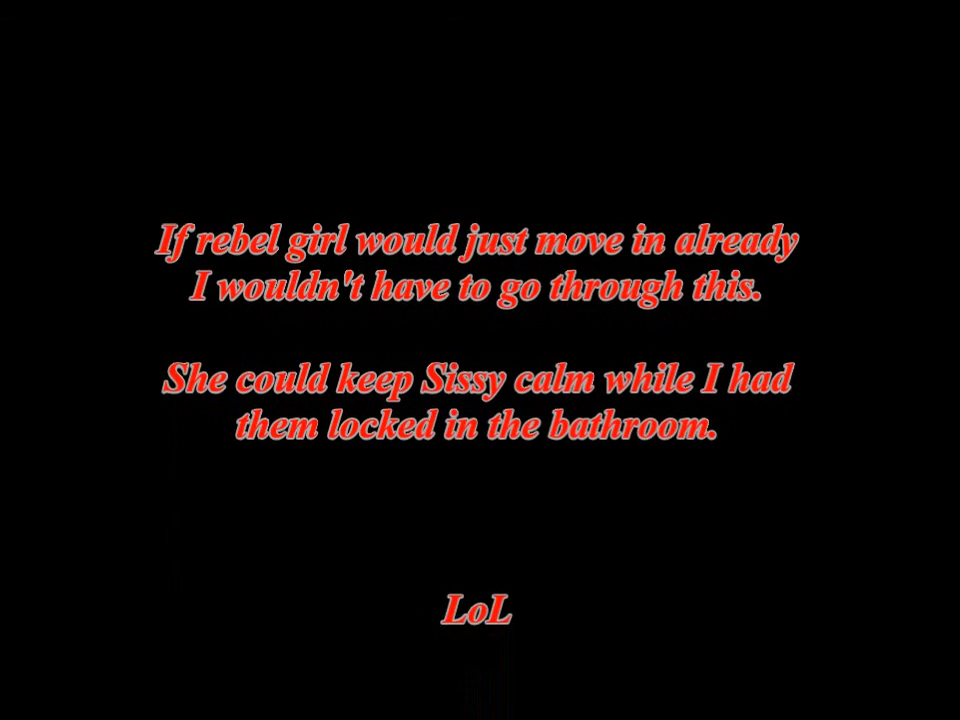 If rebel girl would just move in already
I wouldn't have to go through this.
She could keep Sissy calm while I had
them locked in the bathroom.
LoL